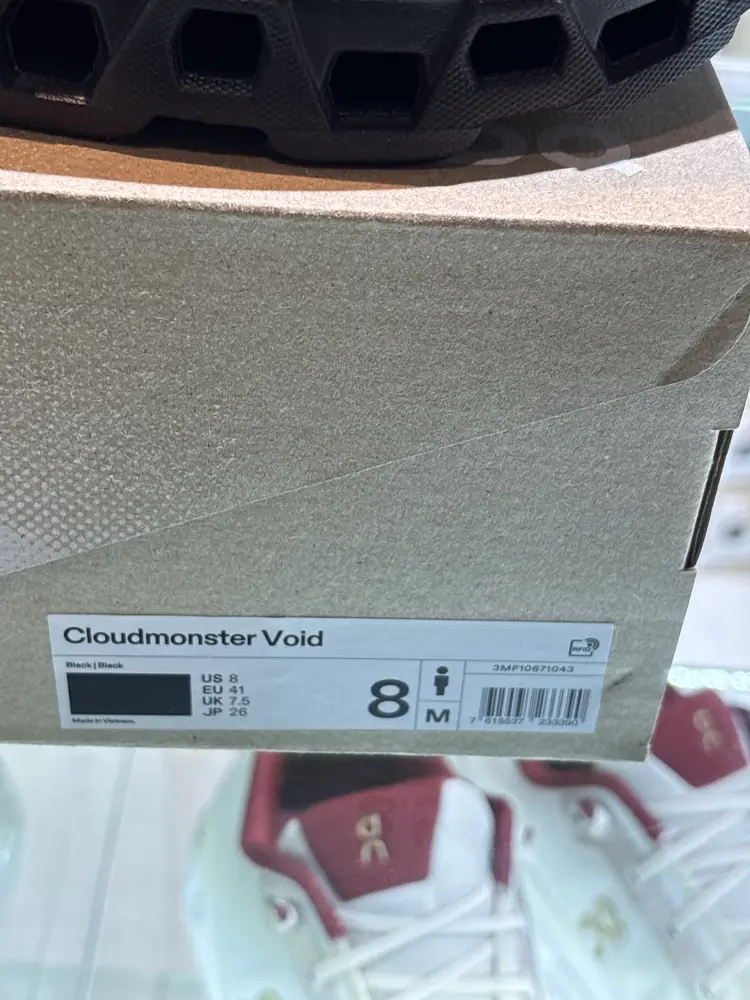 Cloudmonster Void
RFID
Black | Black
US 8
EU 41
UK 7.5
JP 26
8
M
3MF10671043
Made in Vietnam.